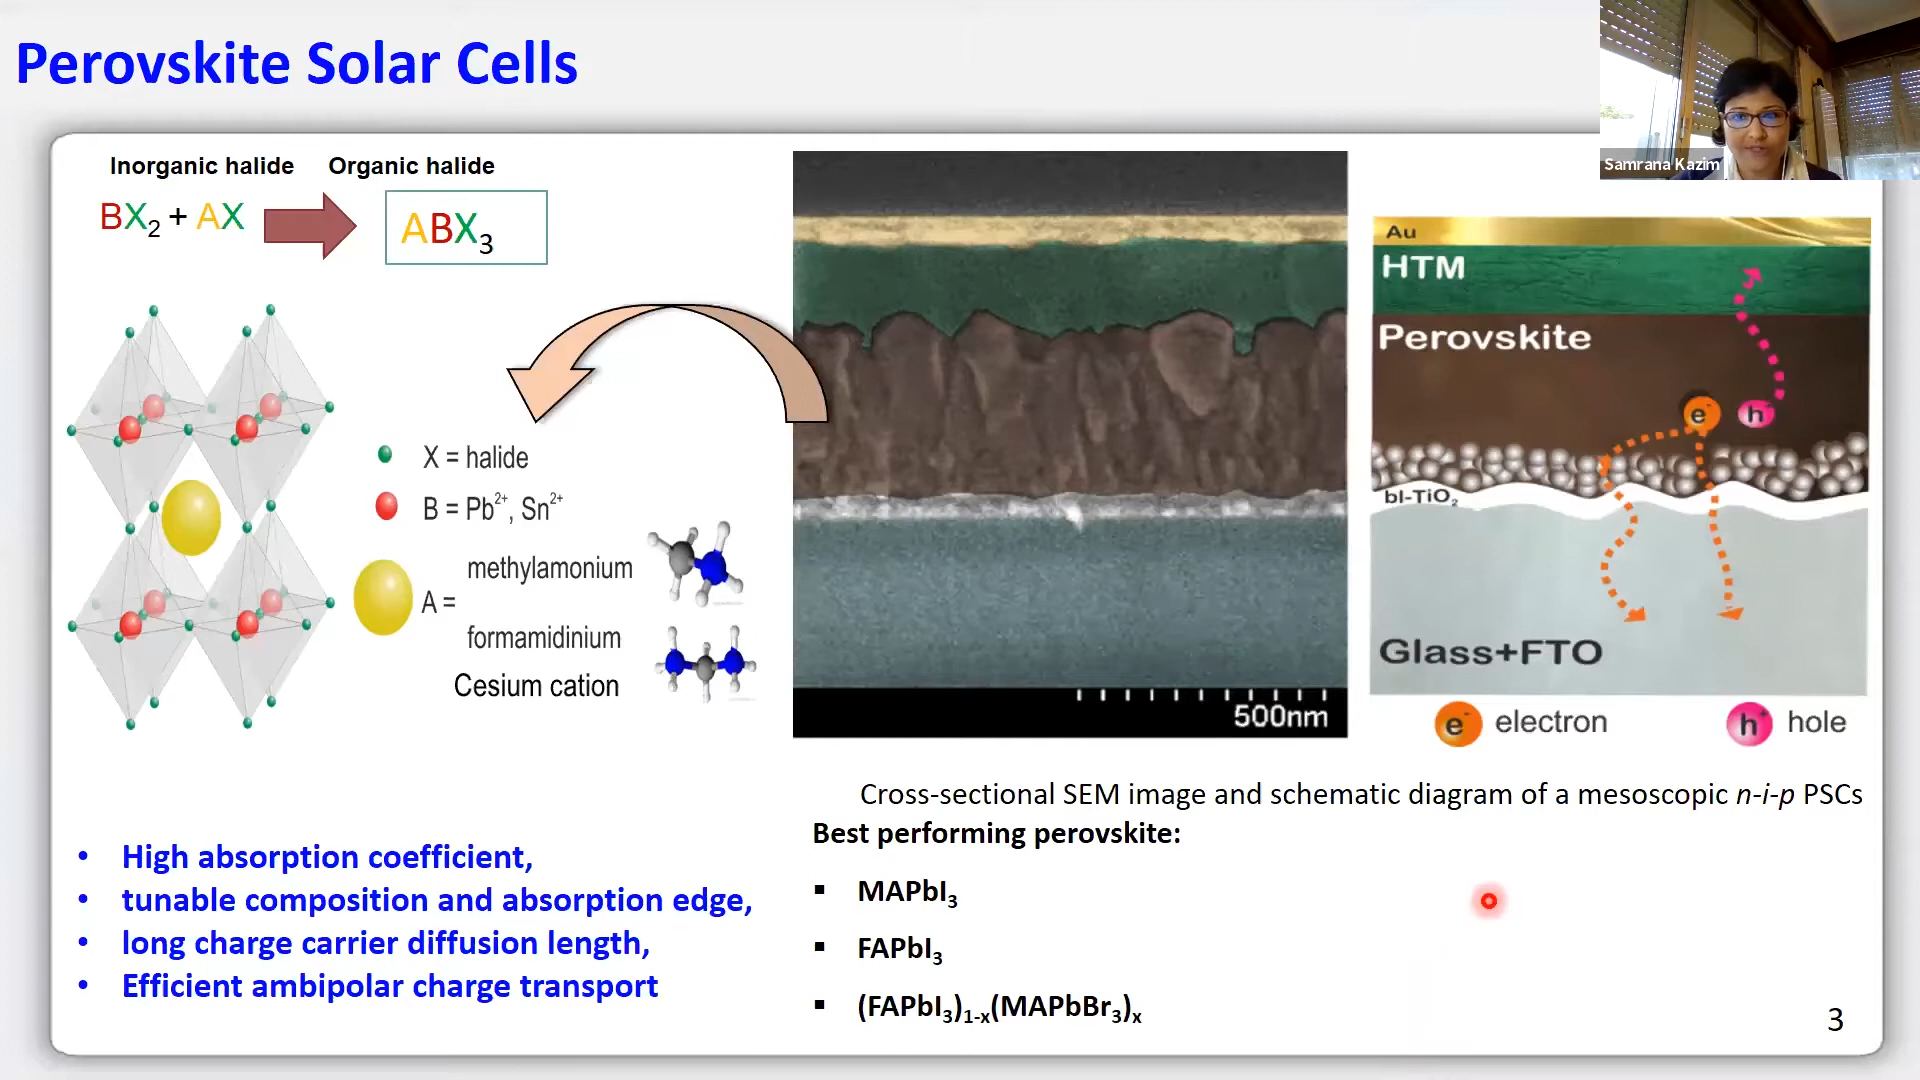 Perovskite Solar Cells
Samrana Kazim
Inorganic halide Organic halide
BX2 + AX ABX3
X = halide
B = Pb2+, Sn2+
A =
methylamonium
formamidinium
Cesium cation
500nm
Au
HTM
Perovskite
e- h+
bl-TiO2
Glass+FTO
e- electron h+ hole
Cross-sectional SEM image and schematic diagram of a mesoscopic n-i-p PSCs
• High absorption coefficient,
• tunable composition and absorption edge,
• long charge carrier diffusion length,
• Efficient ambipolar charge transport
Best performing perovskite:
▪ MAPbI3
▪ FAPbI3
▪ (FAPbI3)1-x(MAPbBr3)x
3